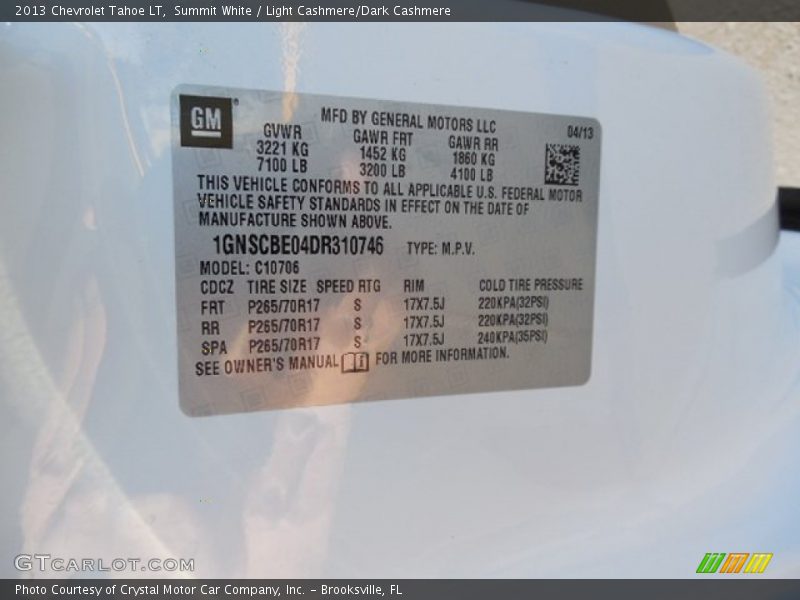 2013 Chevrolet Tahoe LT, Summit White / Light Cashmere/Dark Cashmere
GM®
MFD BY GENERAL MOTORS LLC
04/13
GVWR GAWR FRT GAWR RR
3221 KG 1452 KG 1860 KG
7100 LB 3200 LB 4100 LB
THIS VEHICLE CONFORMS TO ALL APPLICABLE U.S. FEDERAL MOTOR
VEHICLE SAFETY STANDARDS IN EFFECT ON THE DATE OF
MANUFACTURE SHOWN ABOVE.
1GNSCBE04DR310746 TYPE: M.P.V.
MODEL: C10706
CDCZ TIRE SIZE SPEED RTG RIM COLD TIRE PRESSURE
FRT P265/70R17 S 17X7.5J 220KPA(32PSI)
RR P265/70R17 S 17X7.5J 220KPA(32PSI)
SPA P265/70R17 S 17X7.5J 240KPA(35PSI)
SEE OWNER'S MANUAL FOR MORE INFORMATION.
GTCARLOT.COM
Photo Courtesy of Crystal Motor Car Company, Inc. – Brooksville, FL